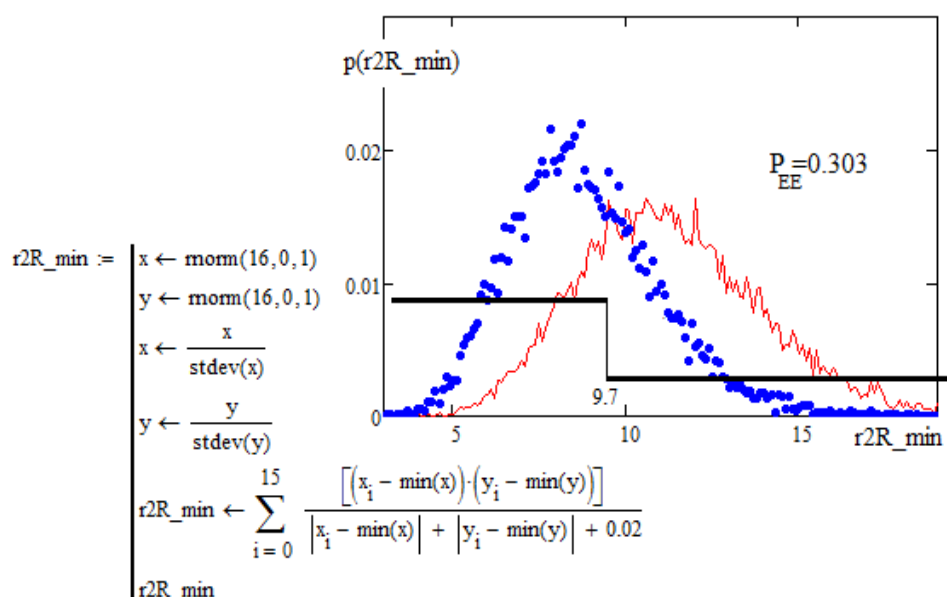 p(r2R_min)
0.02
P_EE=0.303
0.01
9.7
0
5
10
15
r2R_min
r2R_min :=
x ← rnorm(16,0,1)
y ← rnorm(16,0,1)
x ← x / stdev(x)
y ← y / stdev(y)
r2R_min ← ∑_{i = 0}^{15} [(x_i − min(x))·(y_i − min(y))] / (|x_i − min(x)| + |y_i − min(y)| + 0.02)
r2R_min